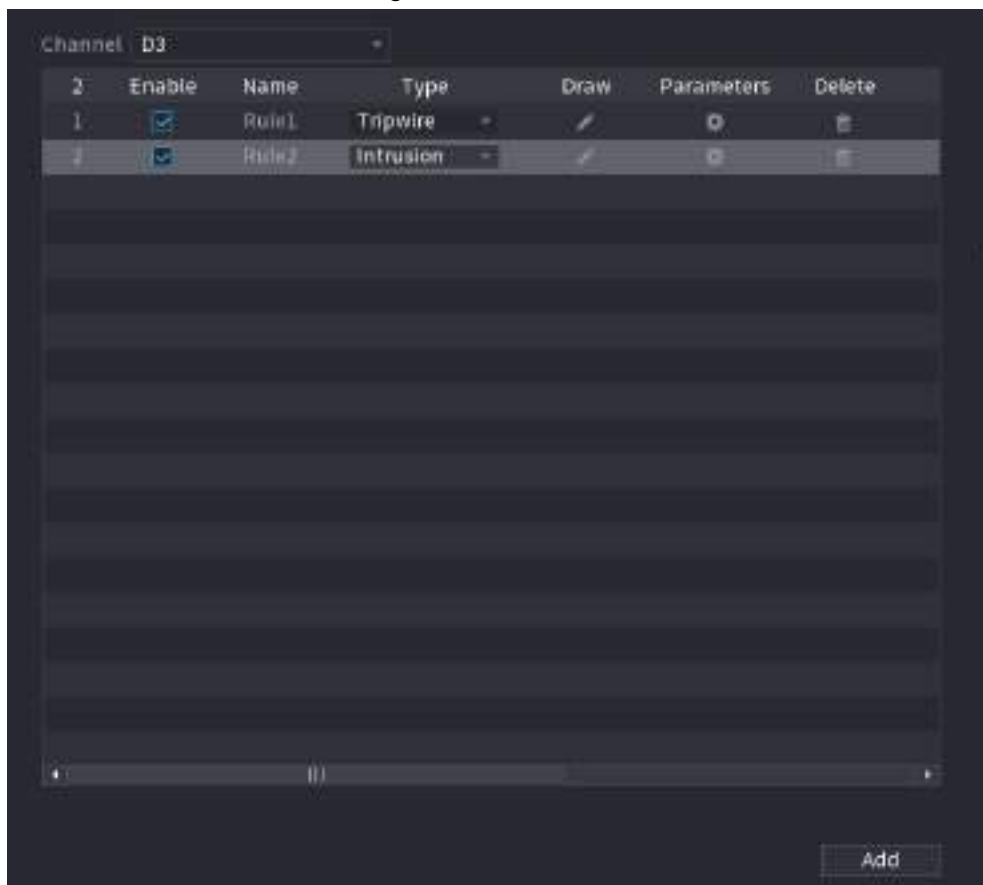 Channel D3
2 Enable Name Type Draw Parameters Delete
1 Rule1 Tripwire
2 Rule2 Intrusion
Add